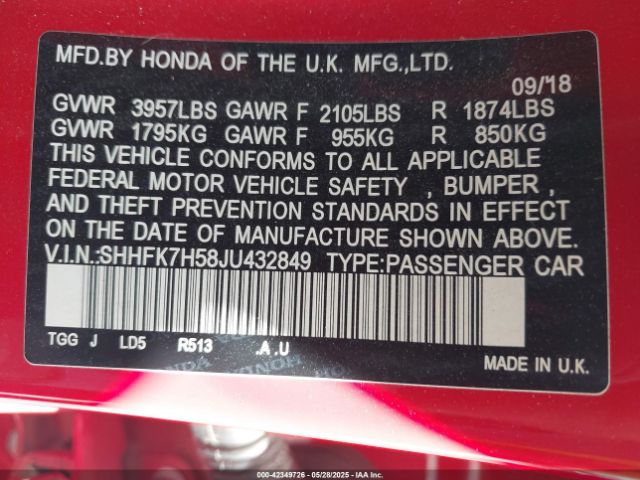 MFD.BY HONDA OF THE U.K. MFG.,LTD.
09/18
GVWR 3957LBS GAWR F 2105LBS R 1874LBS
GVWR 1795KG GAWR F 955KG R 850KG
THIS VEHICLE CONFORMS TO ALL APPLICABLE
FEDERAL MOTOR VEHICLE SAFETY , BUMPER ,
AND THEFT PREVENTION STANDARDS IN EFFECT
ON THE DATE OF MANUFACTURE SHOWN ABOVE.
V.I.N.:SHHFK7H58JU432849 TYPE:PASSENGER CAR
TGG J LD5 R513 .A .U
HONDA
MADE IN U.K.
000-42349726 - 05/28/2025 - IAA Inc.